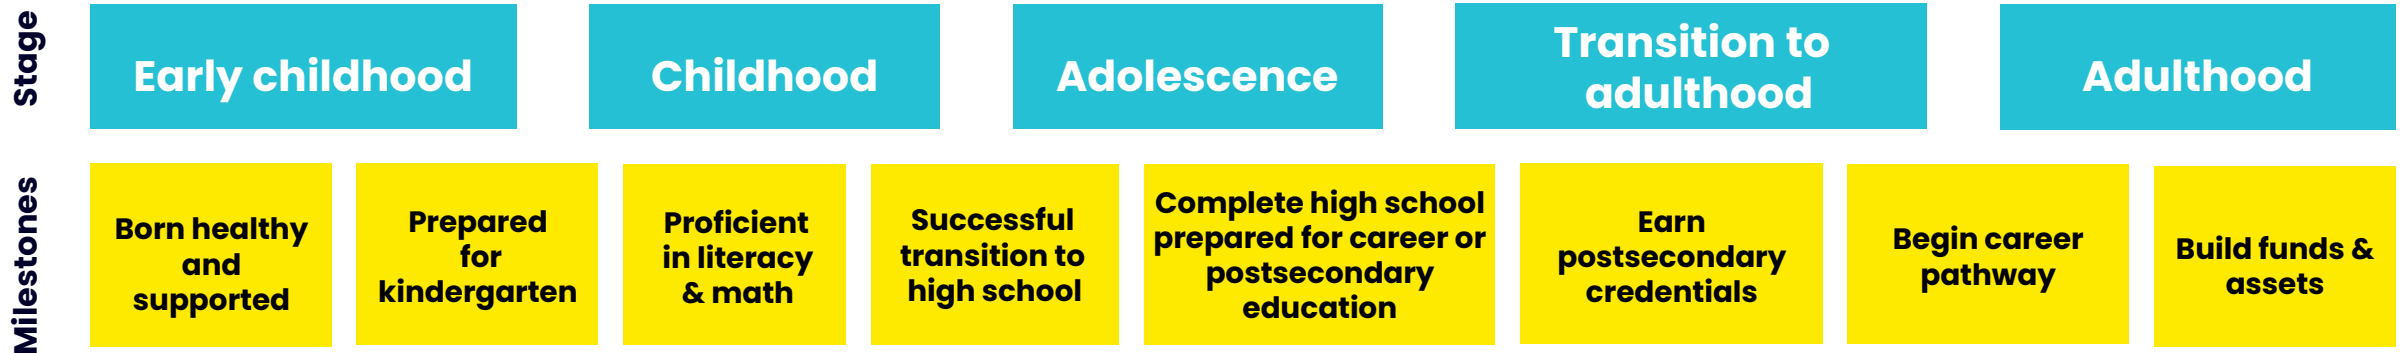 Stage
Early childhood
Childhood
Adolescence
Transition to
adulthood
Adulthood
Milestones
Born healthy
and
supported
Prepared
for
kindergarten
Proficient
in literacy
& math
Successful
transition to
high school
Complete high school
prepared for career or
postsecondary
education
Earn
postsecondary
credentials
Begin career
pathway
Build funds &
assets